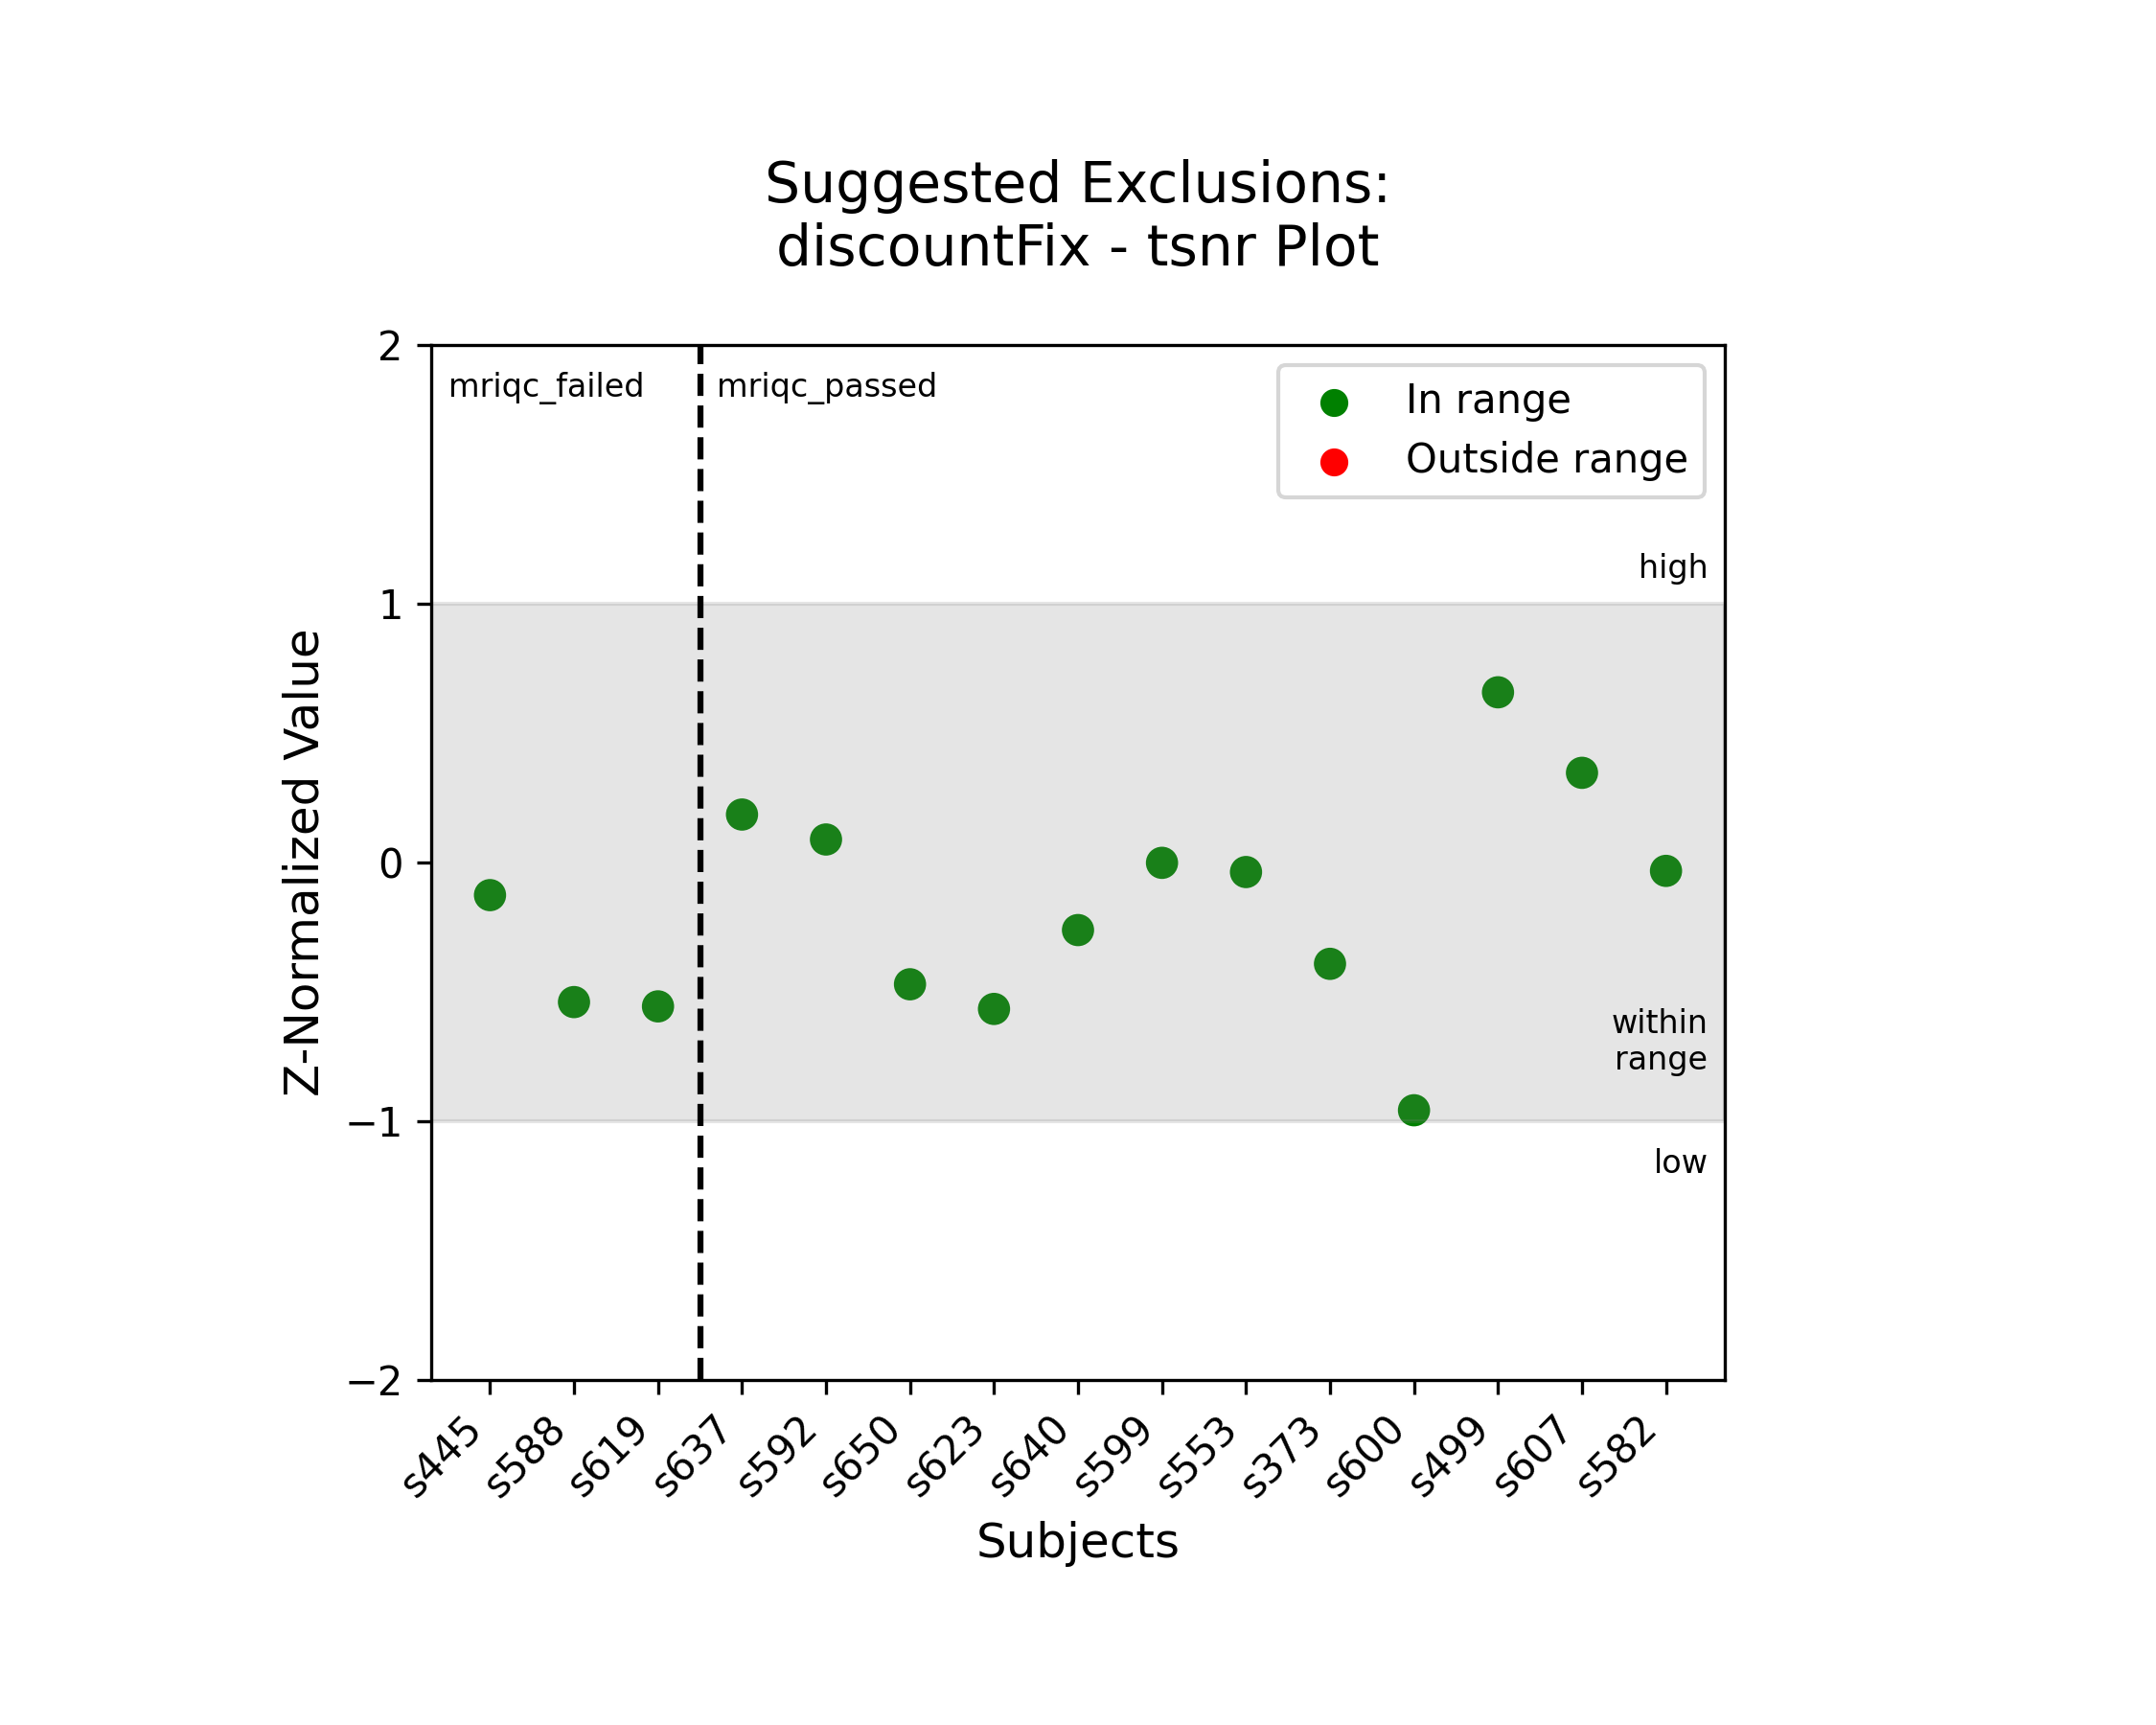 Suggested Exclusions:
discountFix - tsnr Plot
2
1
0
−1
−2
Z-Normalized Value
mriqc_failed
mriqc_passed
In range
Outside range
high
within
range
low
s445
s588
s619
s637
s592
s650
s623
s640
s599
s553
s373
s600
s499
s607
s582
Subjects